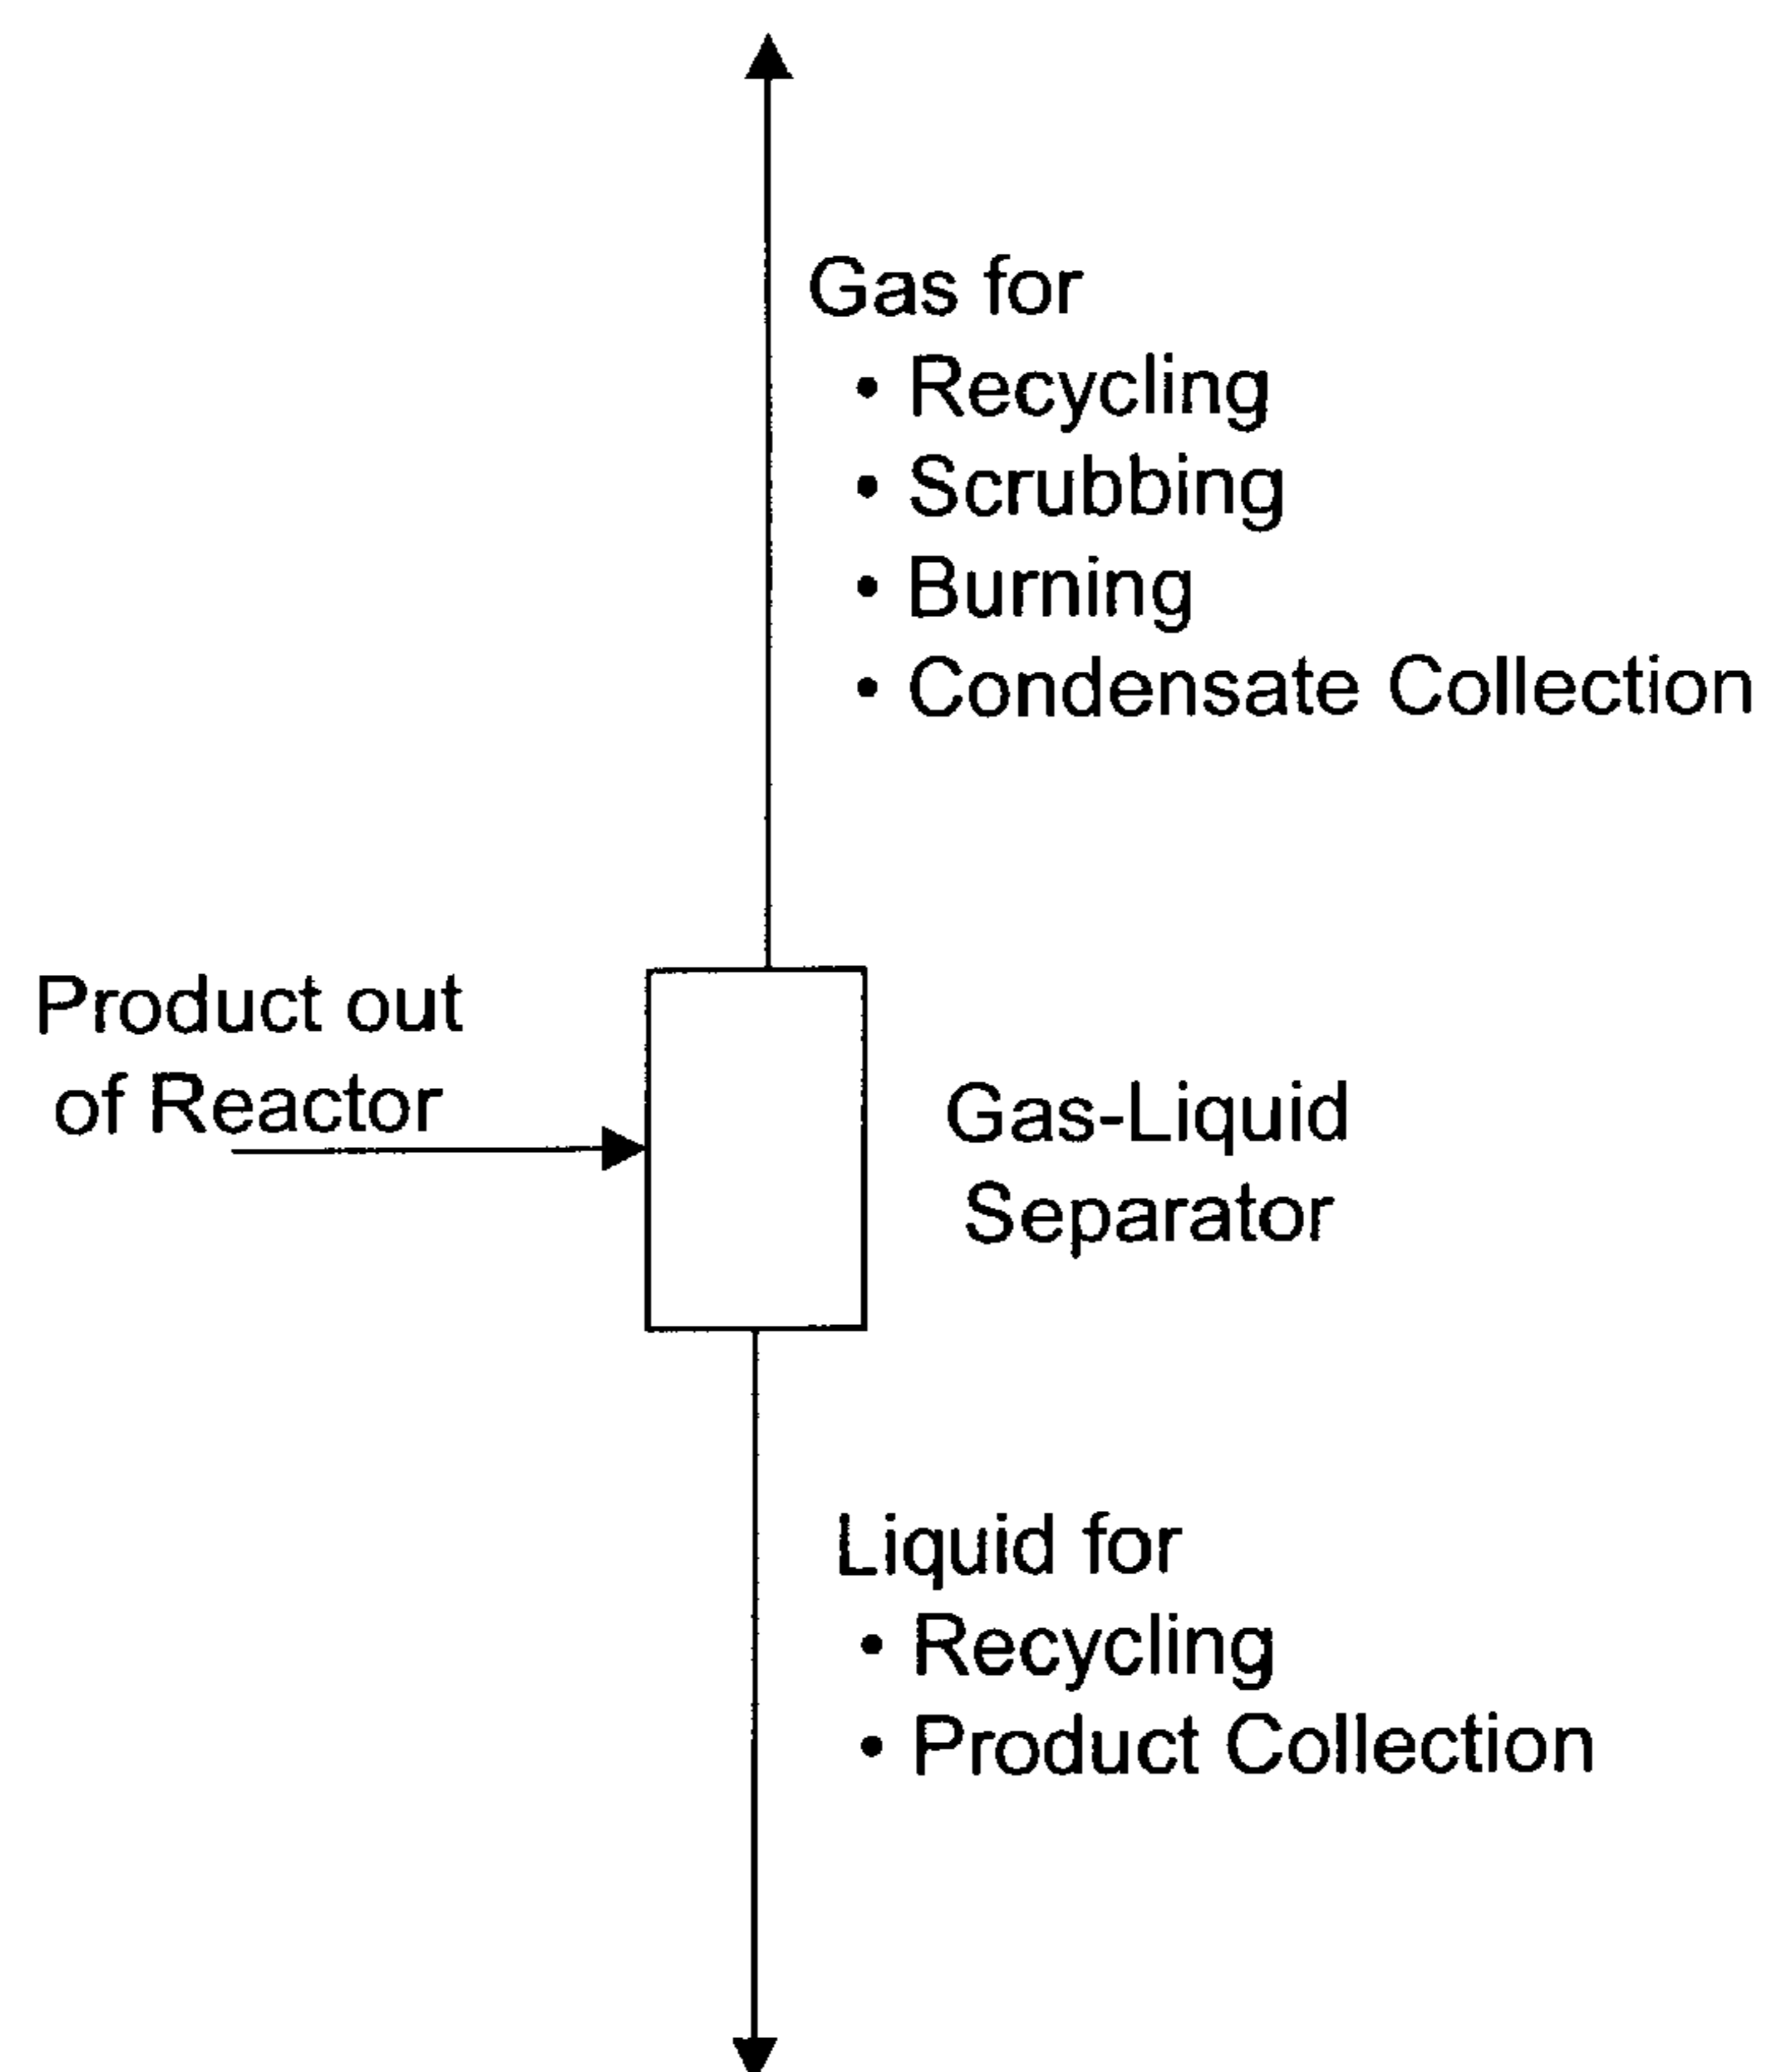 Gas for
• Recycling
• Scrubbing
• Burning
• Condensate Collection
Product out
of Reactor
Gas-Liquid
Separator
Liquid for
• Recycling
• Product Collection